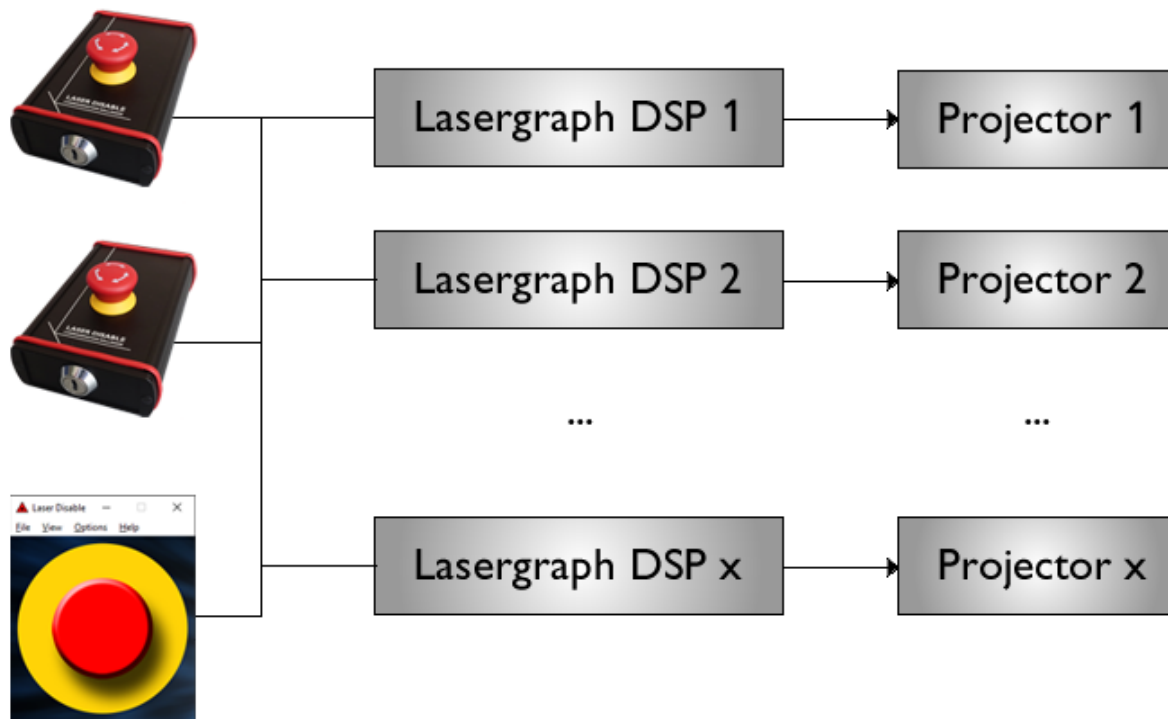 LASER DISABLE
Lasergraph DSP 1
Projector 1
LASER DISABLE
Lasergraph DSP 2
Projector 2
...
...
Laser Disable
File View Options Help
Lasergraph DSP x
Projector x